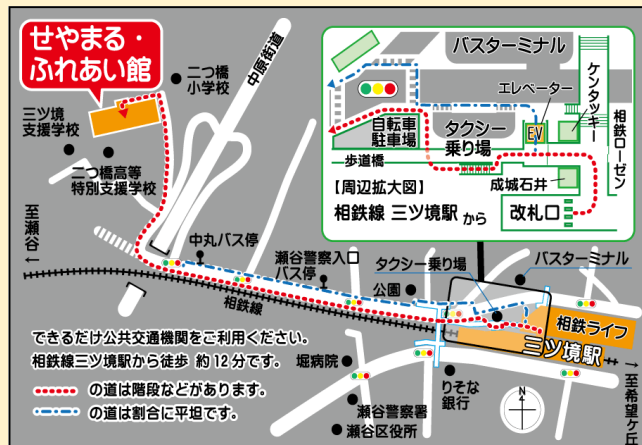 せやまる・
ふれあい館
二つ橋
小学校
三ツ境
支援学校
二つ橋高等
特別支援学校
中原街道
バスターミナル
エレベーター
ケンタッキー
相鉄ローゼン
自転車
駐車場
タクシー
乗り場
EV
歩道橋
【周辺拡大図】
成城石井
相鉄線 三ツ境駅 から
改札口
至瀬谷
中丸バス停
瀬谷警察入口
バス停
タクシー乗り場
バスターミナル
公園
相鉄線
相鉄ライフ
三ツ境駅
できるだけ公共交通機関をご利用ください。
相鉄線三ツ境駅から徒歩 約12分です。
の道は階段などがあります。
の道は割合に平坦です。
堀病院
りそな
銀行
瀬谷警察署
瀬谷区役所
N